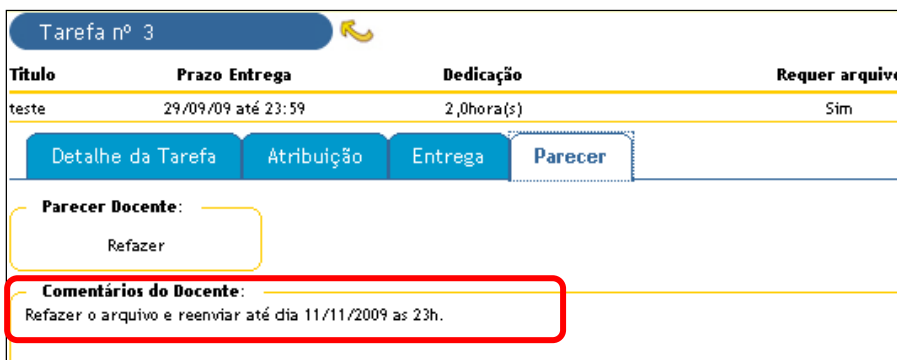 Tarefa nº 3
Titulo Prazo Entrega Dedicação Requer arquivo
teste 29/09/09 até 23:59 2,0hora(s) Sim
Detalhe da Tarefa Atribuição Entrega Parecer
Parecer Docente:
Refazer
Comentários do Docente:
Refazer o arquivo e reenviar até dia 11/11/2009 as 23h.